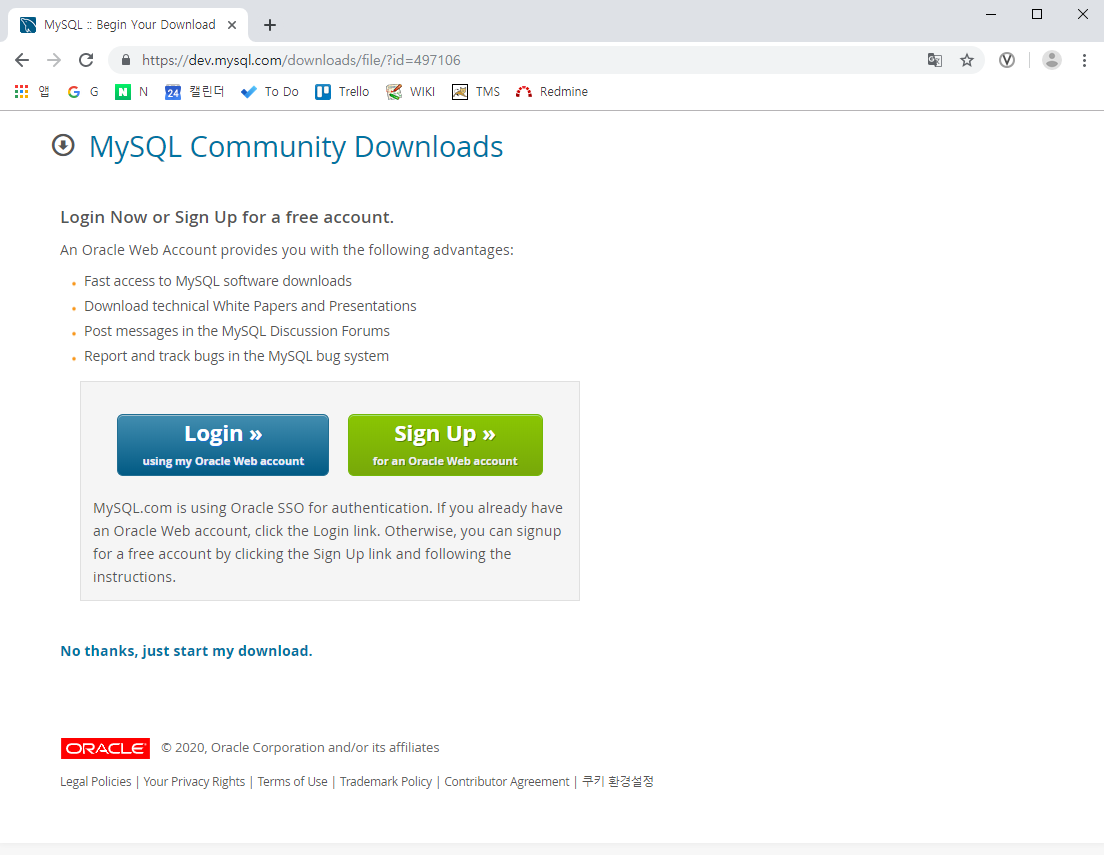 MySQL :: Begin Your Download
https://dev.mysql.com/downloads/file/?id=497106
앱 G G N N 24 캘린더 To Do Trello WIKI TMS Redmine
MySQL Community Downloads
Login Now or Sign Up for a free account.
An Oracle Web Account provides you with the following advantages:
Fast access to MySQL software downloads
Download technical White Papers and Presentations
Post messages in the MySQL Discussion Forums
Report and track bugs in the MySQL bug system
Login » Sign Up »
using my Oracle Web account for an Oracle Web account
MySQL.com is using Oracle SSO for authentication. If you already have
an Oracle Web account, click the Login link. Otherwise, you can signup
for a free account by clicking the Sign Up link and following the
instructions.
No thanks, just start my download.
ORACLE © 2020, Oracle Corporation and/or its affiliates
Legal Policies | Your Privacy Rights | Terms of Use | Trademark Policy | Contributor Agreement | 쿠키 환경설정